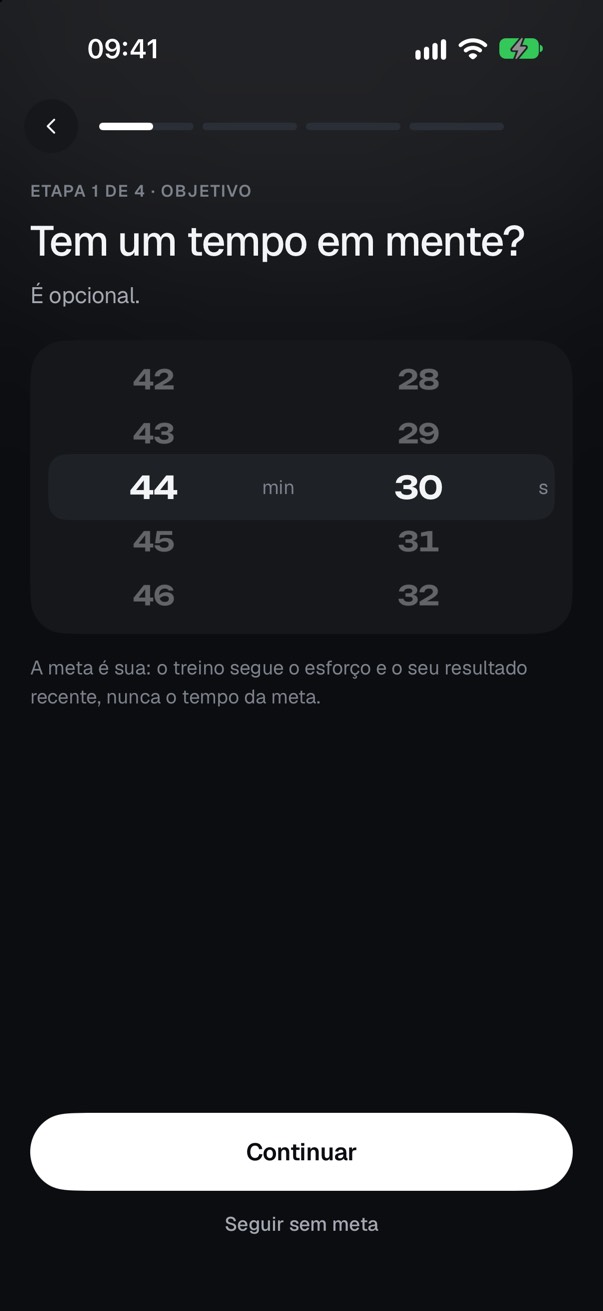 09:41
ETAPA 1 DE 4 · OBJETIVO
Tem um tempo em mente?
É opcional.
42 28
43 29
44 min 30 s
45 31
46 32
A meta é sua: o treino segue o esforço e o seu resultado
recente, nunca o tempo da meta.
Continuar
Seguir sem meta